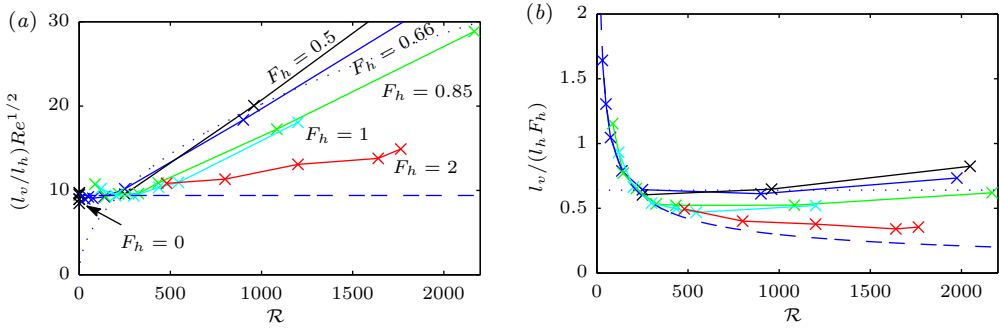 (a)
(l_v/l_h)Re^{1/2}
30
20
10
0
0
500
1000
1500
2000
ℛ
F_h = 0.5
F_h = 0.66
F_h = 0.85
F_h = 1
F_h = 2
F_h = 0
(b)
l_v/(l_h F_h)
2
1.5
1
0.5
0
0
500
1000
1500
2000
ℛ